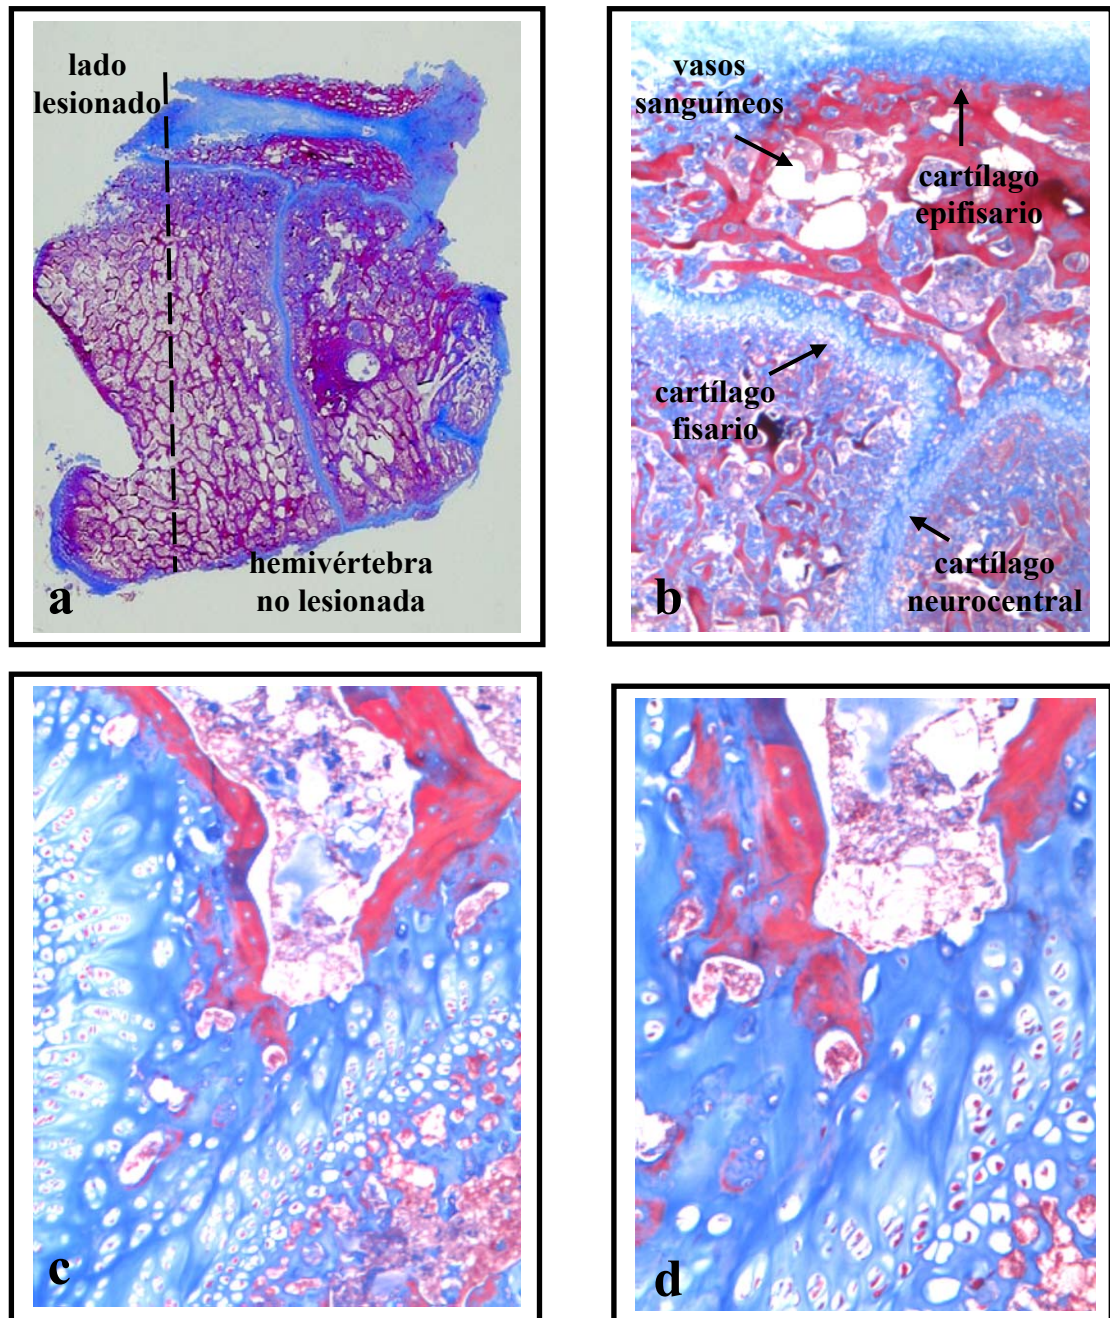 lado
lesionado
hemivértebra
no lesionada
a
vasos
sanguíneos
cartílago
epifisario
cartílago
fisario
cartílago
neurocentral
b
c
d